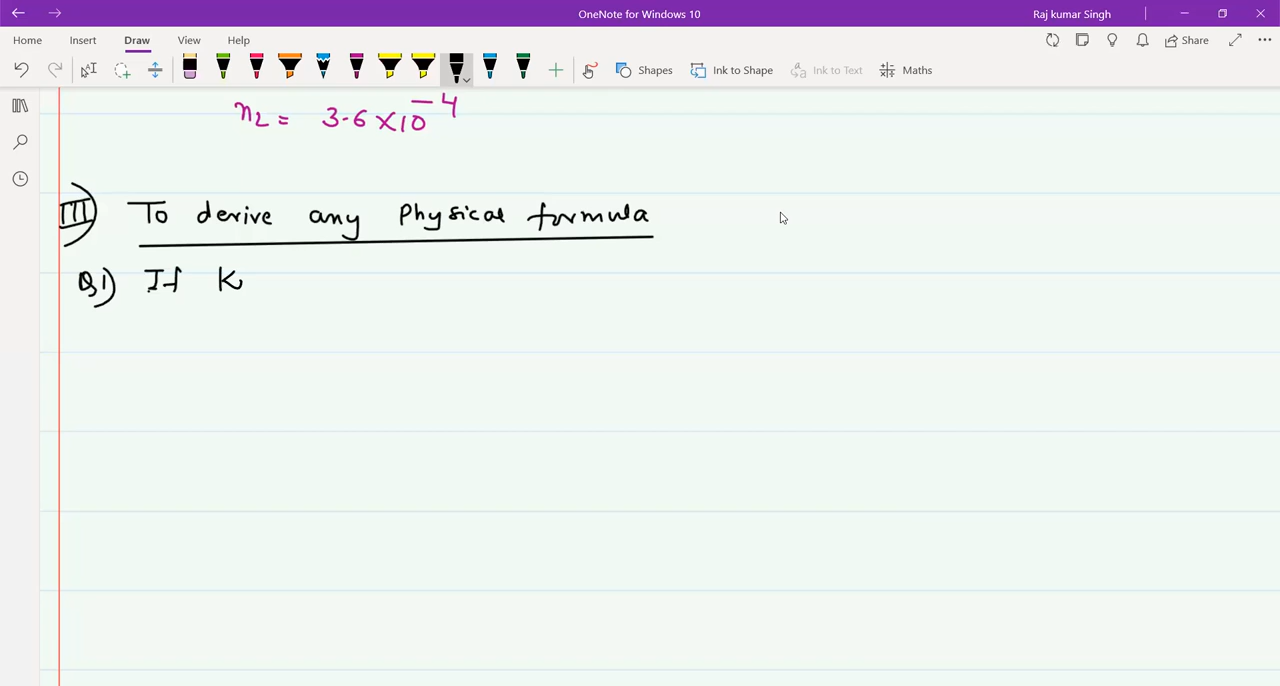 OneNote for Windows 10
Raj kumar Singh
Home Insert Draw View Help
Share
Shapes Ink to Shape Ink to Text Maths
n₂ = 3.6 × 10⁻⁴
III) To derive any Physical formula
Q1) If K